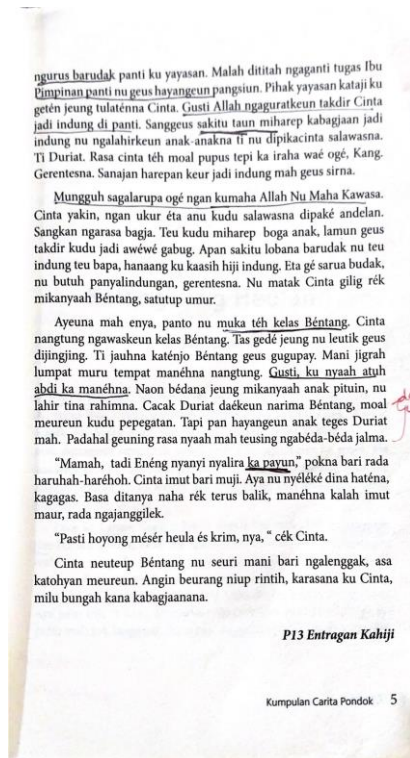 ngurus barudak panti ku yayasan. Malah dititah ngaganti tugas Ibu
Pimpinan panti nu geus hayangeun pangsiun. Pihak yayasan kataji ku
getén jeung tulaténna Cinta. Gusti Allah ngaguratkeun takdir Cinta
jadi indung di panti. Sanggeus sakitu taun miharep kabagjaan jadi
indung nu ngalahirkeun anak-anakna ti nu dipikacinta salawasna.
Ti Duriat. Rasa cinta téh moal pupus tepi ka iraha waé ogé, Kang.
Gerentesna. Sanajan harepan keur jadi indung mah geus sirna.
Mungguh sagalarupa ogé ngan kumaha Allah Nu Maha Kawasa.
Cinta yakin, ngan ukur éta anu kudu salawasna dipaké andelan.
Sangkan ngarasa bagja. Teu kudu miharep boga anak, lamun geus
takdir kudu jadi awéwé gabug. Apan sakitu lobana barudak nu teu
indung teu bapa, hanaang ku kaasih hiji indung. Eta gé sarua budak,
nu butuh panyalindungan, gerentesna. Nu matak Cinta gilig rék
mikanyaah Béntang, satutup umur.
Ayeuna mah enya, panto nu muka téh kelas Béntang. Cinta
nangtung ngawaskeun kelas Béntang. Tas gedé jeung nu leutik geus
dijingjing. Ti jauhna katénjo Béntang geus gugupay. Mani jigrah
lumpat muru tempat manéhna nangtung. Gusti, ku nyaah atuh
abdi ka manéhna. Naon bédana jeung mikanyaah anak pituin, nu
lahir tina rahimna. Cacak Duriat daékeun narima Béntang, moal
meureun kudu pepegatan. Tapi pan hayangeun anak teges Duriat
mah. Padahal geuning rasa nyaah mah teusing ngabéda-béda jalma.
“Mamah, tadi Enéng nyanyi nyalira ka payun,” pokna bari rada
haruhah-haréhoh. Cinta imut bari muji. Aya nu nyéléké dina haténa,
kagagas. Basa ditanya naha rék terus balik, manéhna kalah imut
maur, rada ngajanggilek.
“Pasti hoyong mésér heula és krim, nya, “ cék Cinta.
Cinta neuteup Béntang nu seuri mani bari ngalenggak, asa
katohyan meureun. Angin beurang niup rintih, karasana ku Cinta,
milu bungah kana kabagjaanana.
P13 Entragan Kahiji
Kumpulan Carita Pondok 5